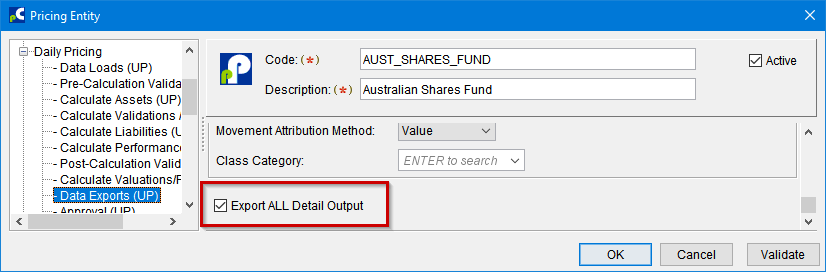 Pricing Entity
Daily Pricing
Data Loads (UP)
Pre-Calculation Valida
Calculate Assets (UP)
Calculate Validations /
Calculate Liabilities (U
Calculate Performance
Post-Calculation Valid
Calculate Valuations/F
Data Exports (UP)
Approval (UP)
Code: (*) AUST_SHARES_FUND
Active
Description: (*) Australian Shares Fund
Movement Attribution Method: Value
Class Category: ENTER to search
Export ALL Detail Output
OK Cancel Validate